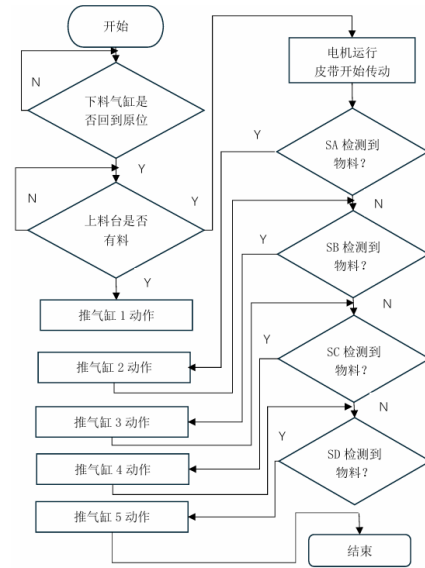 开始
电机运行
皮带开始传动
N
下料气缸是
否回到原位
Y
SA 检测到
物料？
Y
N
N
上料台是否
有料
Y
Y
SB 检测到
物料？
Y
N
推气缸 1 动作
SC 检测到
物料？
Y
N
推气缸 2 动作
推气缸 3 动作
SD 检测到
物料？
Y
推气缸 4 动作
推气缸 5 动作
结束